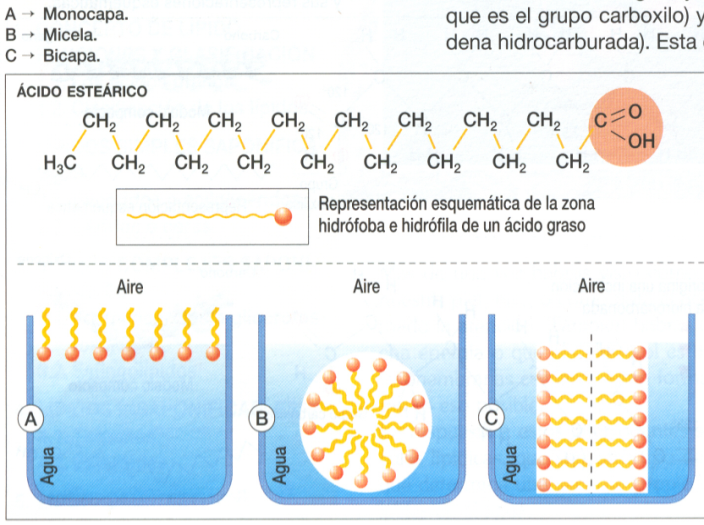 A → Monocapa.
B → Micela.
C → Bicapa.
que es el grupo carboxilo) y
dena hidrocarburada). Esta
ÁCIDO ESTEÁRICO
CH₂ CH₂ CH₂ CH₂ CH₂ CH₂ CH₂ CH₂ C O
OH
H₃C CH₂ CH₂ CH₂ CH₂ CH₂ CH₂ CH₂ CH₂
Representación esquemática de la zona
hidrófoba e hidrófila de un ácido graso
Aire
Aire
Aire
A
B
C
Agua
Agua
Agua